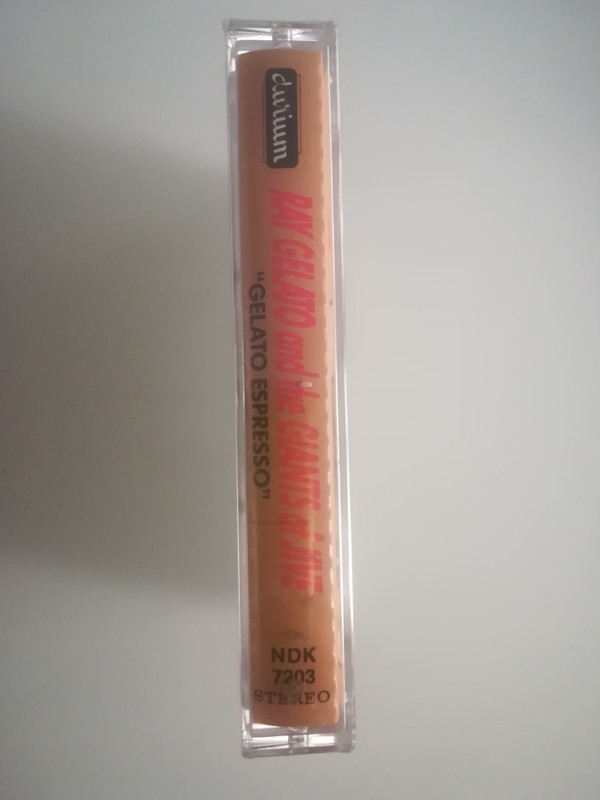 durium
RAY GELATO and the GIANTS of JIVE
"GELATO ESPRESSO"
NDK
7203
STEREO